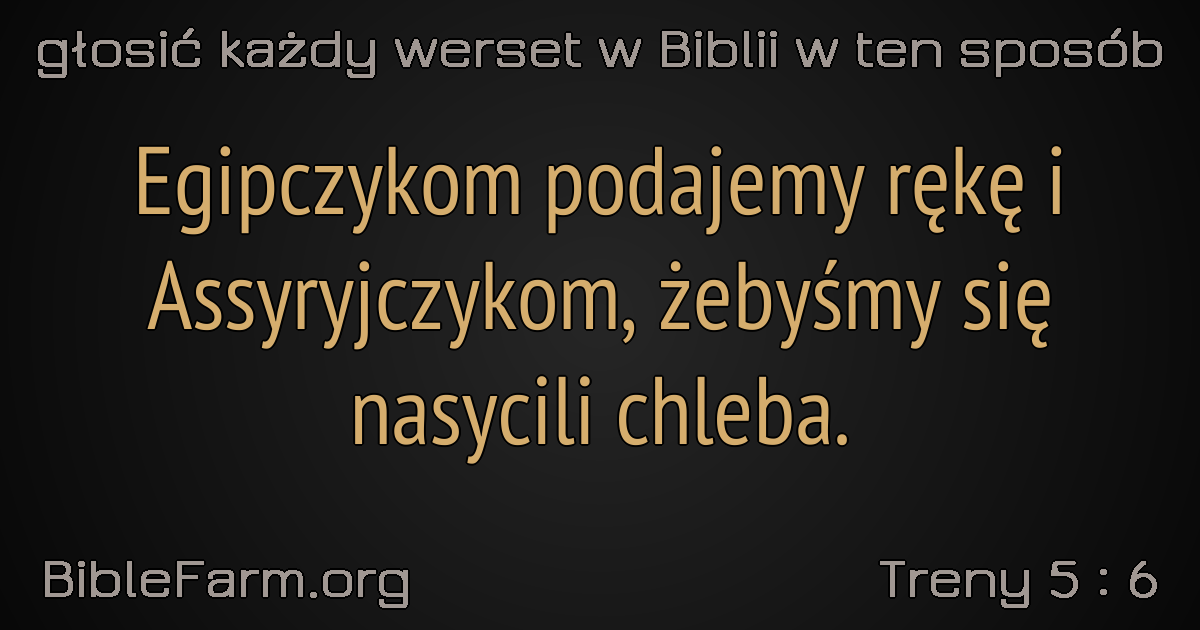 głosić każdy werset w Biblii w ten sposób
Egipczykom podajemy rękę i
Assyryjczykom, żebyśmy się
nasycili chleba.
BibleFarm.org
Treny 5 : 6